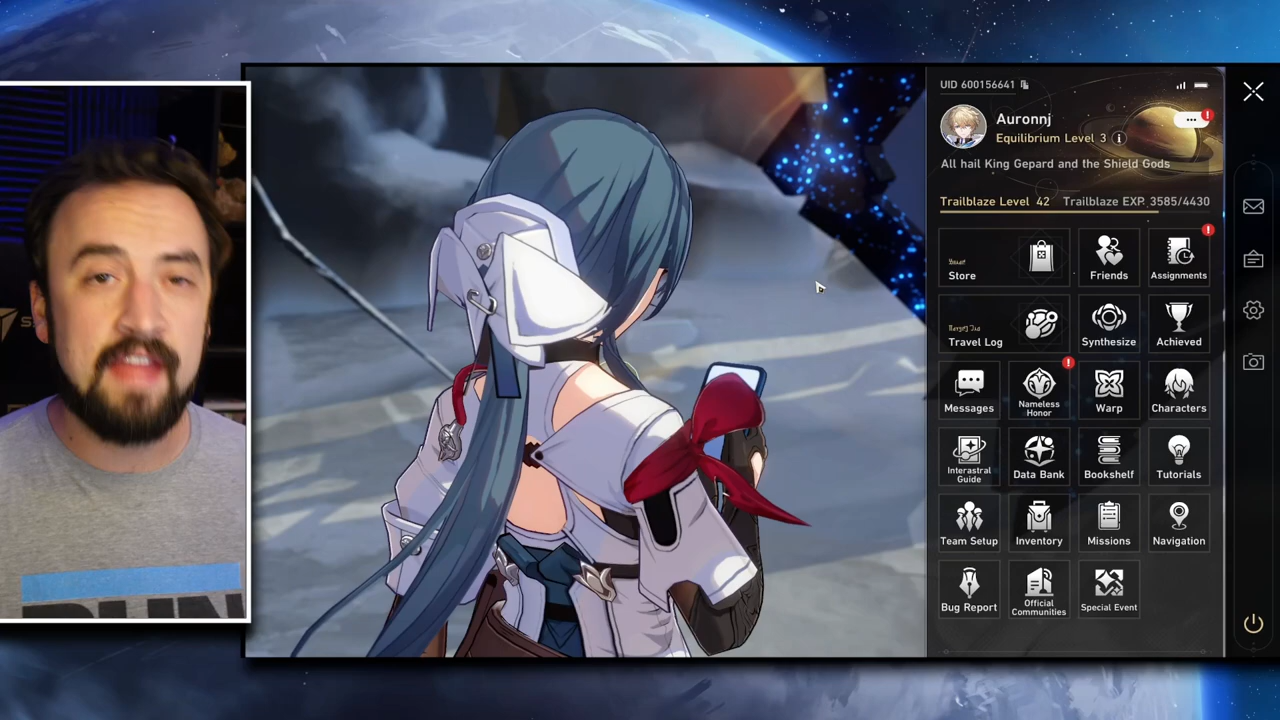 UID 600156641
Auronnj
Equilibrium Level 3
All hail King Gepard and the Shield Gods
Trailblaze Level 42 Trailblaze EXP. 3585/4430
Store
Friends
Assignments
Travel Log
Synthesize
Achieved
Messages
Nameless
Honor
Warp
Characters
Interastral
Guide
Data Bank
Bookshelf
Tutorials
Team Setup
Inventory
Missions
Navigation
Bug Report
Official
Communities
Special Event